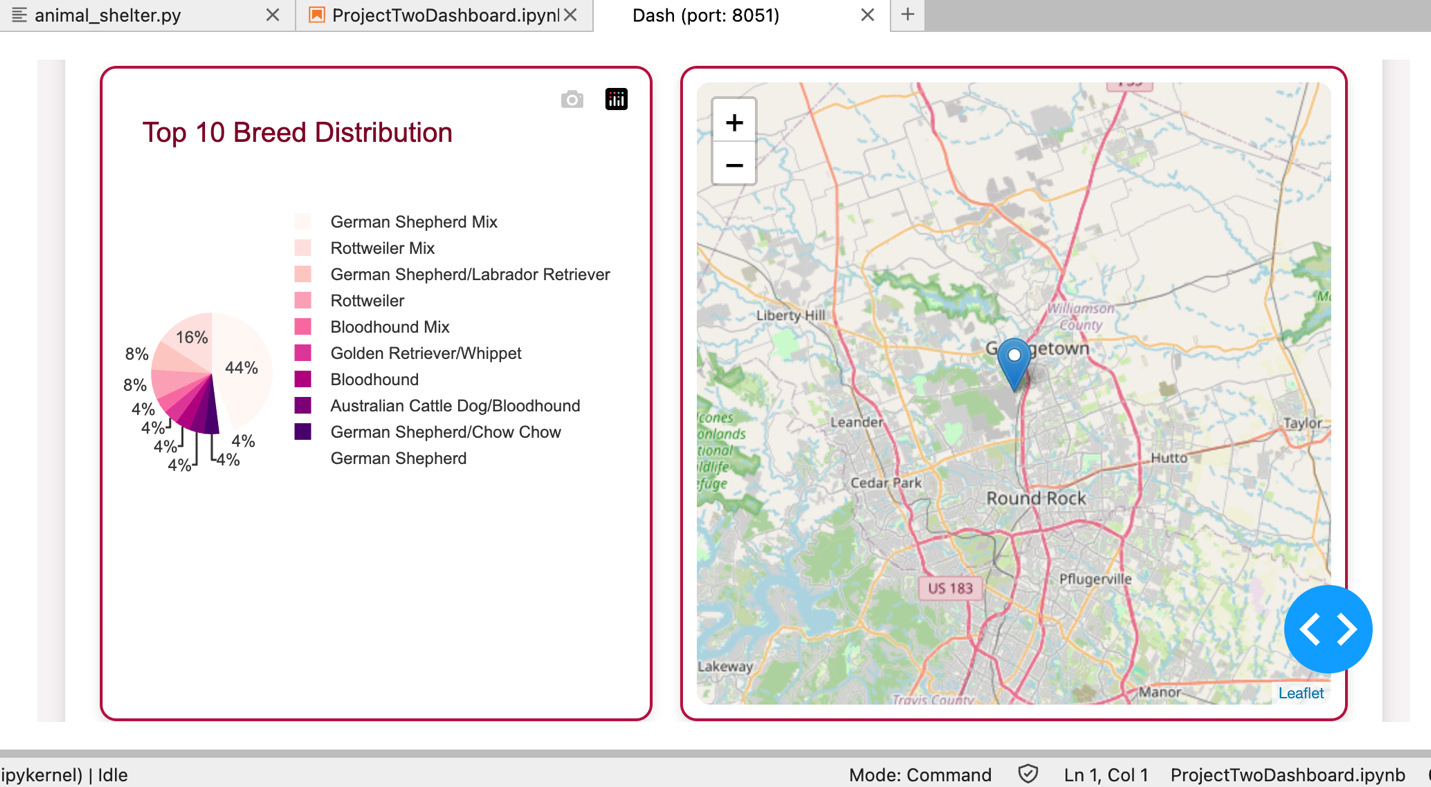 animal_shelter.py
ProjectTwoDashboard.ipynl
Dash (port: 8051)
Top 10 Breed Distribution
German Shepherd Mix
Rottweiler Mix
German Shepherd/Labrador Retriever
Rottweiler
Bloodhound Mix
Golden Retriever/Whippet
Bloodhound
Australian Cattle Dog/Bloodhound
German Shepherd/Chow Chow
German Shepherd
16%
44%
8%
8%
4%
4%
4%
4%
4%
4%
+
−
Liberty Hill
Williamson
County
Leander
Taylor
Cedar Park
Hutto
Round Rock
Pflugerville
US 183
Lakeway
Travis County
Manor
Leaflet
ipykernel) | Idle
Mode: Command
Ln 1, Col 1
ProjectTwoDashboard.ipynb